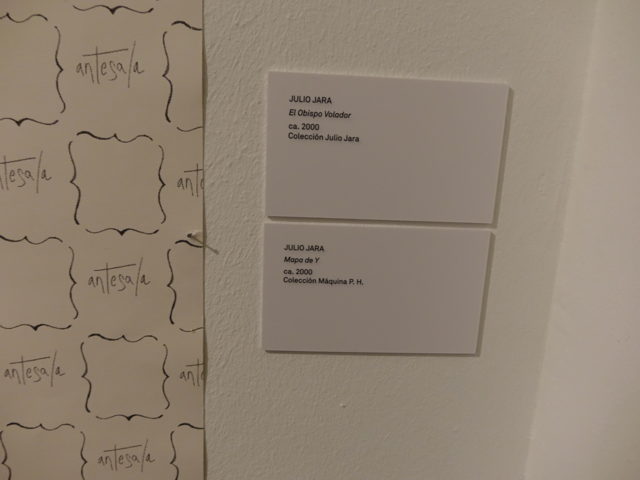 antesala
antesala
antesala
antesala
antesala
antesala
JULIO JARA
El Obispo Volador
ca. 2000
Colección Julio Jara
JULIO JARA
Mapa de Y
ca. 2000
Colección Máquina P. H.